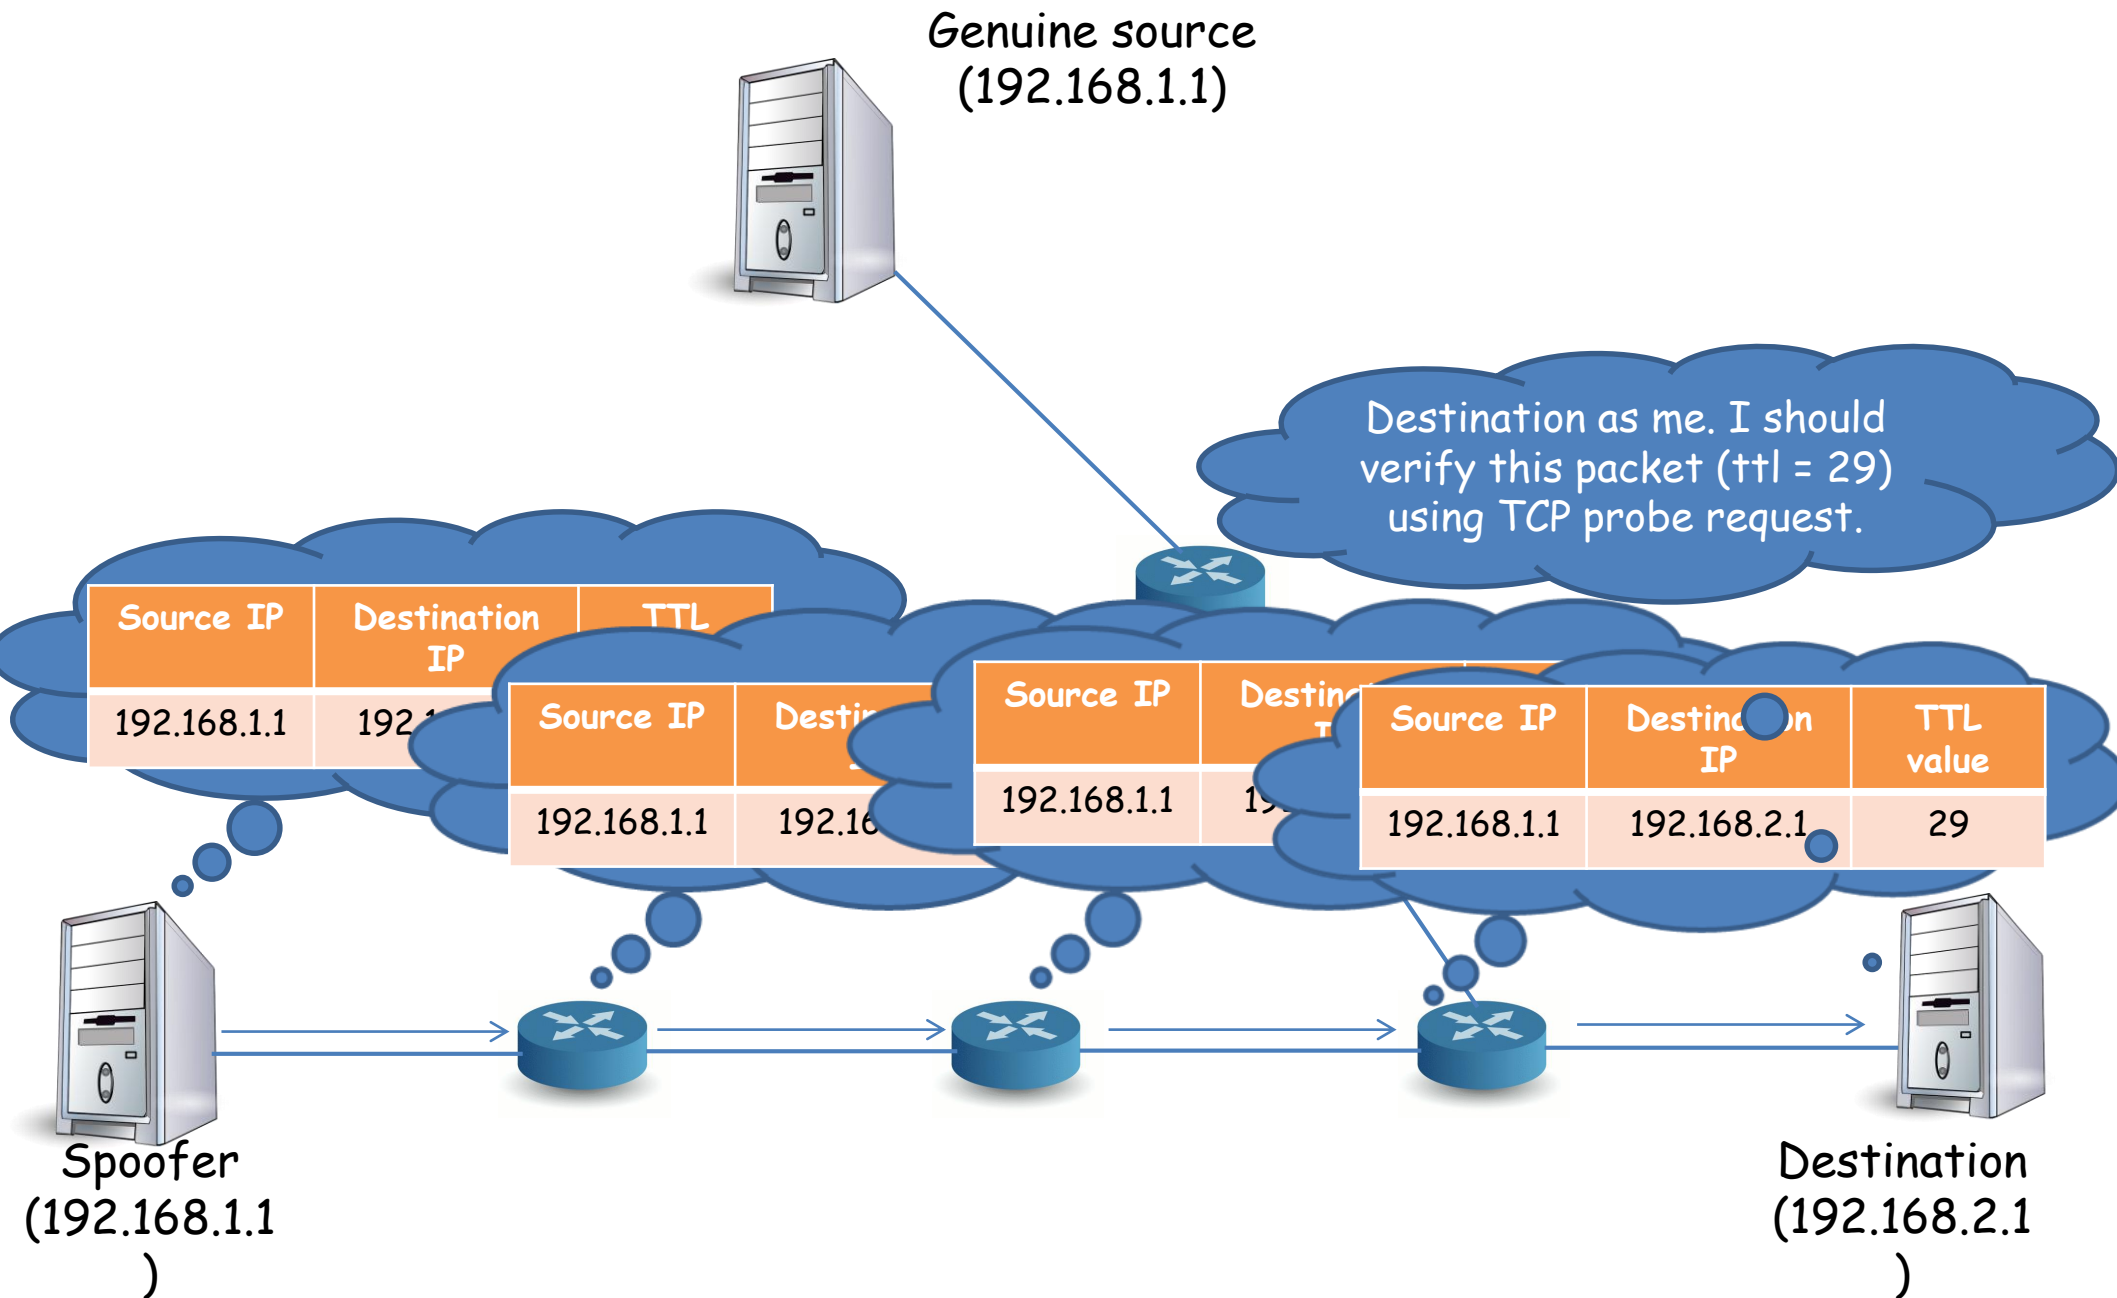 Genuine source
(192.168.1.1)
Destination as me. I should
verify this packet (ttl = 29)
using TCP probe request.
Source IP
Destination
IP
TTL
192.168.1.1
Source IP
192.168.1.1
Source IP
192.168.1.1
Source IP
IP
TTL
value
192.168.1.1
192.168.2.1
29
Spoofer
(192.168.1.1
)
Destination
(192.168.2.1
)